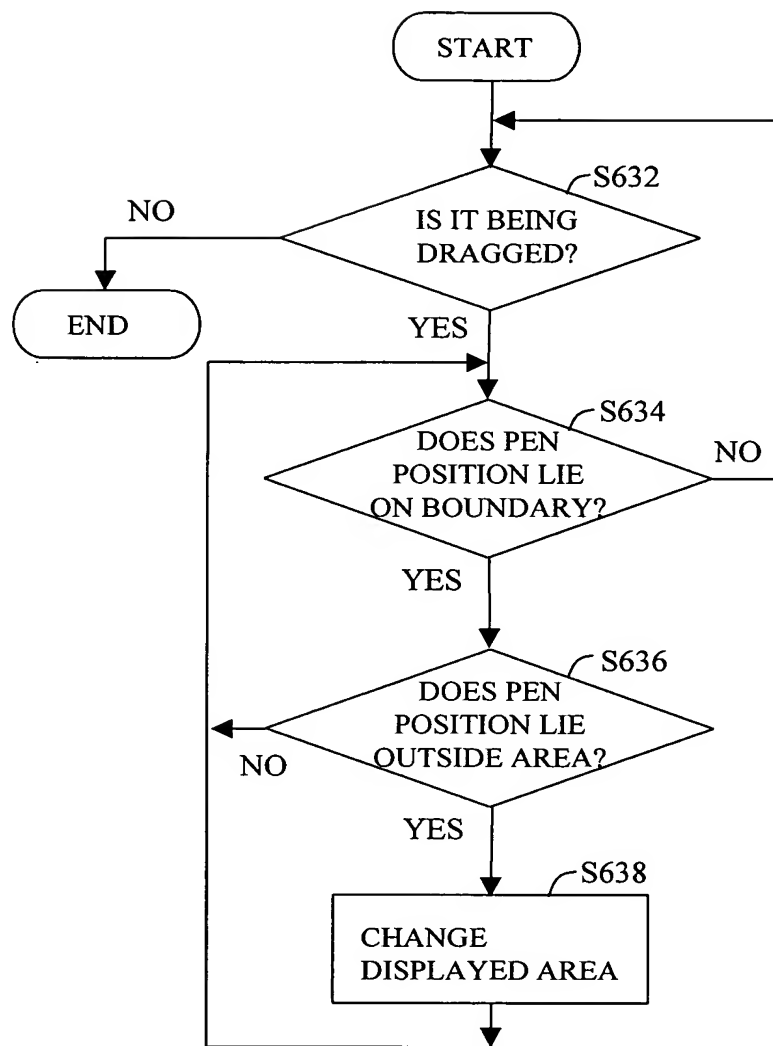 START
S632
NO
IS IT BEING
DRAGGED?
END
YES
S634
DOES PEN
POSITION LIE
ON BOUNDARY?
NO
YES
S636
DOES PEN
POSITION LIE
OUTSIDE AREA?
NO
YES
S638
CHANGE
DISPLAYED AREA